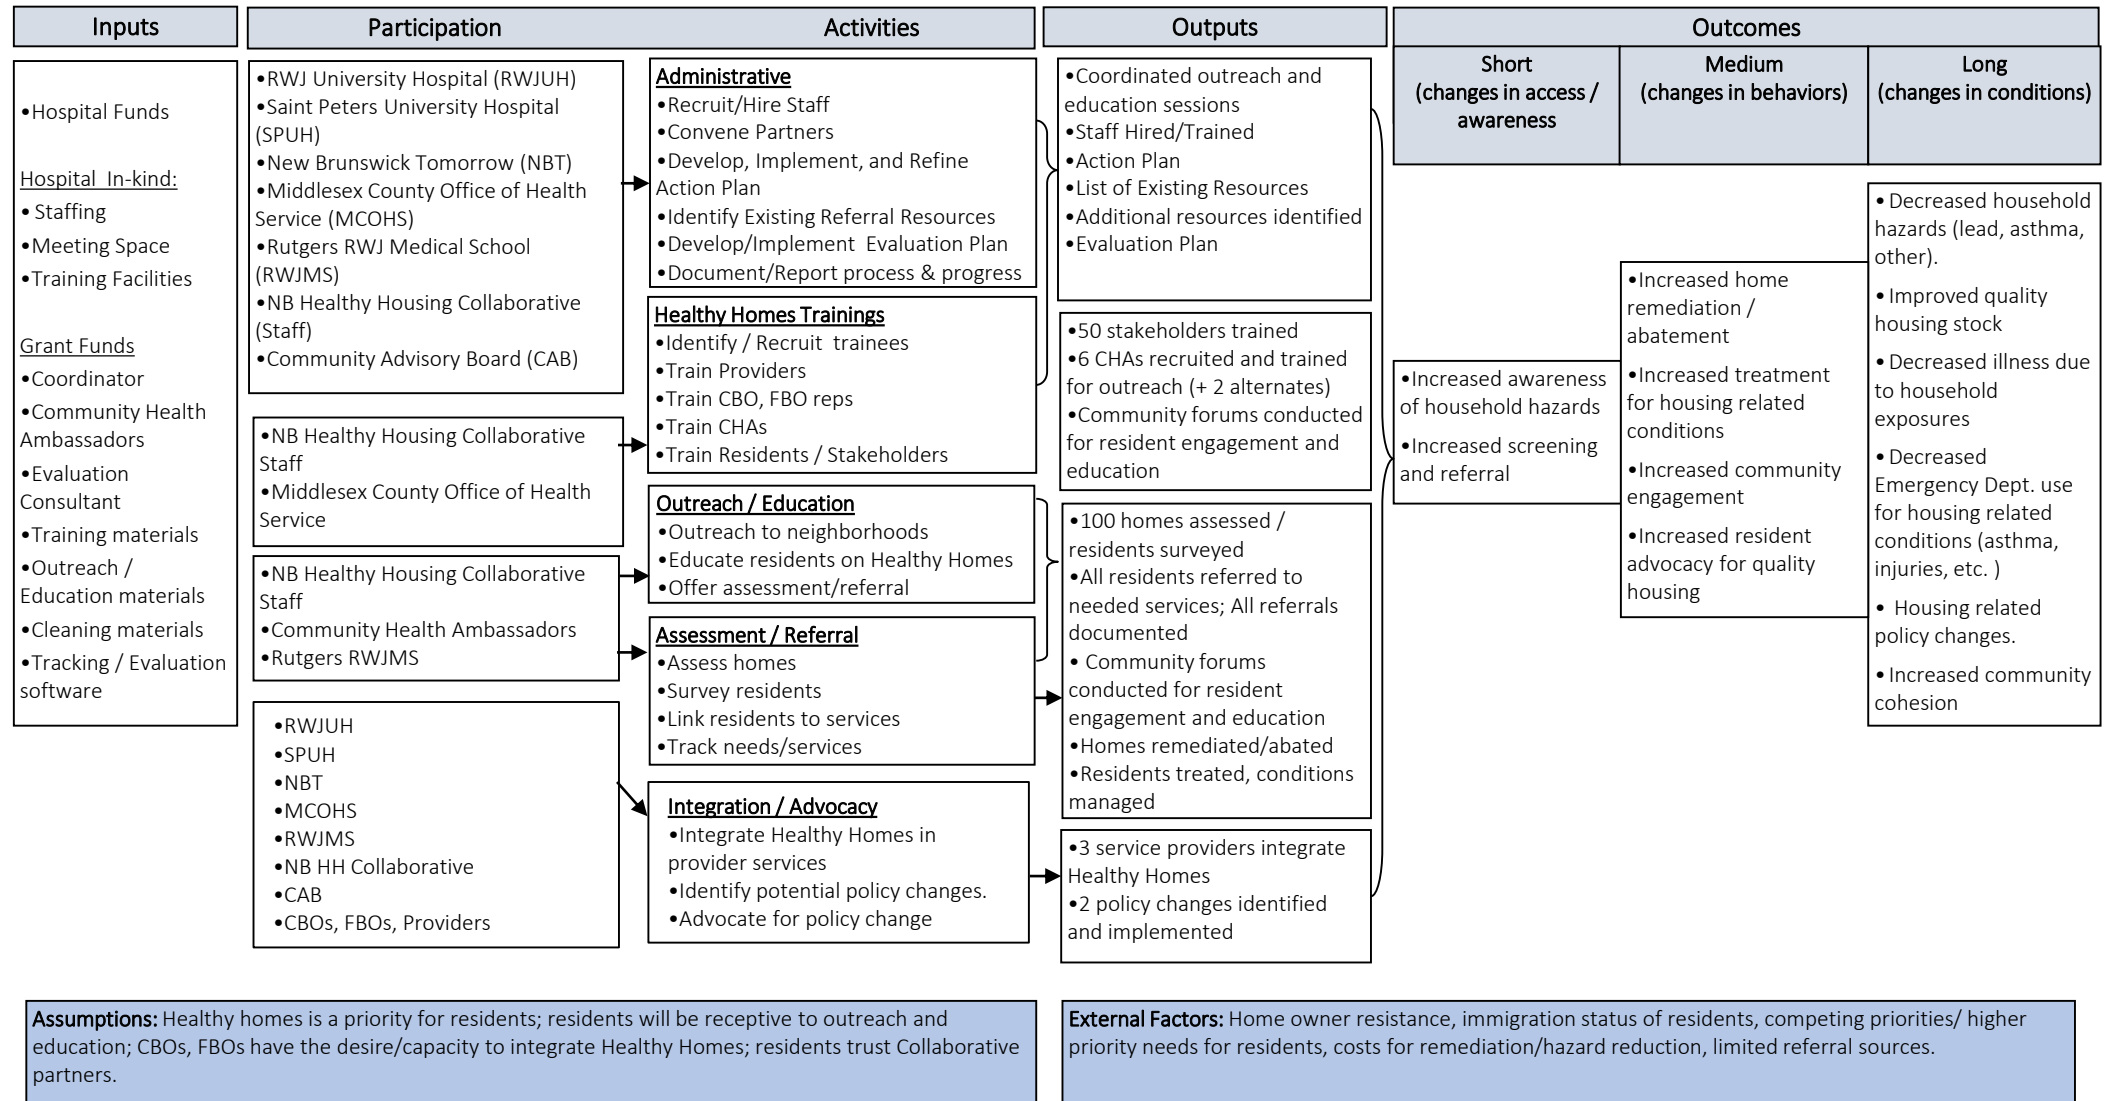 Inputs
Participation
Activities
Outputs
Outcomes
Short
(changes in access /
awareness
Medium
(changes in behaviors)
Long
(changes in conditions)
•Hospital Funds
Hospital In-kind:
• Staffing
•Meeting Space
•Training Facilities
Grant Funds
•Coordinator
•Community Health
Ambassadors
•Evaluation
Consultant
•Training materials
•Outreach /
Education materials
•Cleaning materials
•Tracking / Evaluation
software
•RWJ University Hospital (RWJUH)
•Saint Peters University Hospital
(SPUH)
•New Brunswick Tomorrow (NBT)
•Middlesex County Office of Health
Service (MCOHS)
•Rutgers RWJ Medical School
(RWJMS)
•NB Healthy Housing Collaborative
(Staff)
•Community Advisory Board (CAB)
•NB Healthy Housing Collaborative
Staff
•Middlesex County Office of Health
Service
•NB Healthy Housing Collaborative
Staff
•Community Health Ambassadors
•Rutgers RWJMS
•RWJUH
•SPUH
•NBT
•MCOHS
•RWJMS
•NB HH Collaborative
•CAB
•CBOs, FBOs, Providers
Administrative
•Recruit/Hire Staff
•Convene Partners
•Develop, Implement, and Refine
Action Plan
•Identify Existing Referral Resources
•Develop/Implement Evaluation Plan
•Document/Report process & progress
Healthy Homes Trainings
•Identify / Recruit trainees
•Train Providers
•Train CBO, FBO reps
•Train CHAs
•Train Residents / Stakeholders
Outreach / Education
•Outreach to neighborhoods
•Educate residents on Healthy Homes
•Offer assessment/referral
Assessment / Referral
•Assess homes
•Survey residents
•Link residents to services
•Track needs/services
Integration / Advocacy
•Integrate Healthy Homes in
provider services
•Identify potential policy changes.
•Advocate for policy change
•Coordinated outreach and
education sessions
•Staff Hired/Trained
•Action Plan
•List of Existing Resources
•Additional resources identified
•Evaluation Plan
•50 stakeholders trained
•6 CHAs recruited and trained
for outreach (+ 2 alternates)
•Community forums conducted
for resident engagement and
education
•100 homes assessed /
residents surveyed
•All residents referred to
needed services; All referrals
documented
• Community forums
conducted for resident
engagement and education
•Homes remediated/abated
•Residents treated, conditions
managed
•3 service providers integrate
Healthy Homes
•2 policy changes identified
and implemented
•Increased awareness
of household hazards
•Increased screening
and referral
•Increased home
remediation /
abatement
•Increased treatment
for housing related
conditions
•Increased community
engagement
•Increased resident
advocacy for quality
housing
• Decreased household
hazards (lead, asthma,
other).
• Improved quality
housing stock
• Decreased illness due
to household
exposures
• Decreased
Emergency Dept. use
for housing related
conditions (asthma,
injuries, etc. )
• Housing related
policy changes.
• Increased community
cohesion
Assumptions: Healthy homes is a priority for residents; residents will be receptive to outreach and
education; CBOs, FBOs have the desire/capacity to integrate Healthy Homes; residents trust Collaborative
partners.
External Factors: Home owner resistance, immigration status of residents, competing priorities/ higher
priority needs for residents, costs for remediation/hazard reduction, limited referral sources.